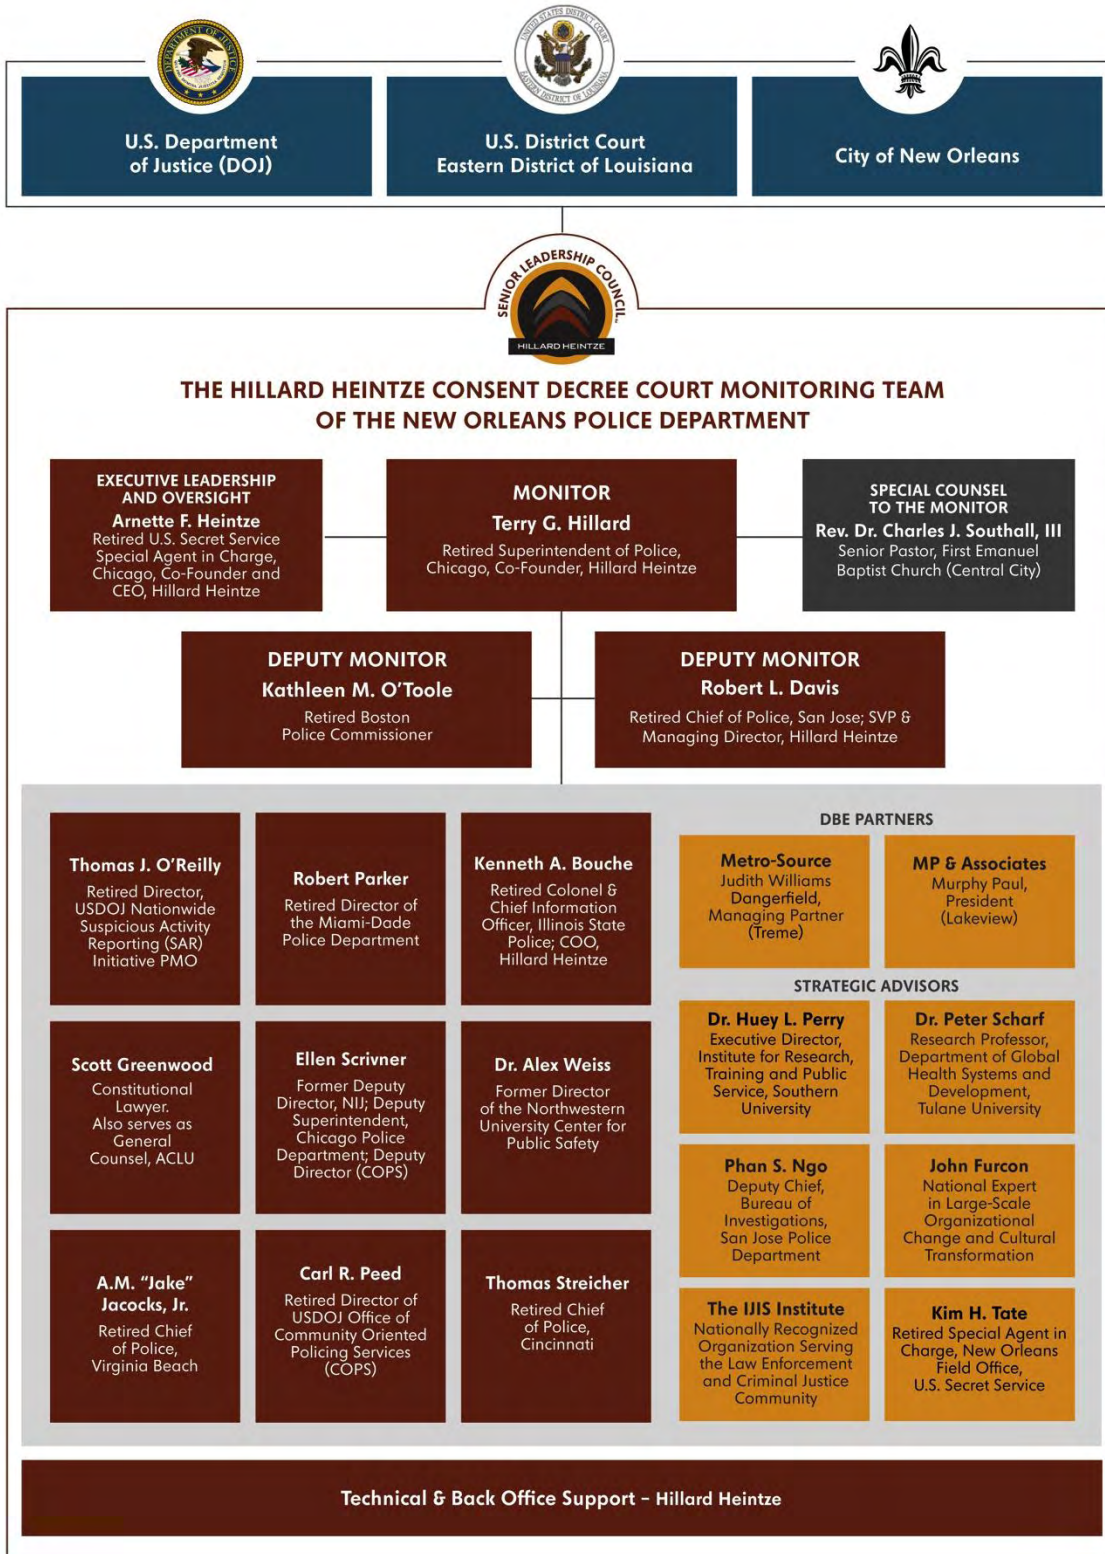 DEPARTMENT OF JUSTICE
UNITED STATES DISTRICT COURT
EASTERN DISTRICT OF LOUISIANA
U.S. Department
of Justice (DOJ)
U.S. District Court
Eastern District of Louisiana
City of New Orleans
SENIOR LEADERSHIP COUNCIL
HILLARD HEINTZE
THE HILLARD HEINTZE CONSENT DECREE COURT MONITORING TEAM
OF THE NEW ORLEANS POLICE DEPARTMENT
EXECUTIVE LEADERSHIP
AND OVERSIGHT
Arnette F. Heintze
Retired U.S. Secret Service
Special Agent in Charge,
Chicago, Co-Founder and
CEO, Hillard Heintze
MONITOR
Terry G. Hillard
Retired Superintendent of Police,
Chicago, Co-Founder, Hillard Heintze
SPECIAL COUNSEL
TO THE MONITOR
Rev. Dr. Charles J. Southall, III
Senior Pastor, First Emanuel
Baptist Church (Central City)
DEPUTY MONITOR
Kathleen M. O'Toole
Retired Boston
Police Commissioner
DEPUTY MONITOR
Robert L. Davis
Retired Chief of Police, San Jose; SVP &
Managing Director, Hillard Heintze
Thomas J. O'Reilly
Retired Director,
USDOJ Nationwide
Suspicious Activity
Reporting (SAR)
Initiative PMO
Robert Parker
Retired Director of
the Miami-Dade
Police Department
Kenneth A. Bouche
Retired Colonel &
Chief Information
Officer, Illinois State
Police; COO,
Hillard Heintze
Scott Greenwood
Constitutional
Lawyer.
Also serves as
General
Counsel, ACLU
Ellen Scrivner
Former Deputy
Director, NIJ; Deputy
Superintendent,
Chicago Police
Department; Deputy
Director (COPS)
Dr. Alex Weiss
Former Director
of the Northwestern
University Center for
Public Safety
A.M. "Jake"
Jacocks, Jr.
Retired Chief
of Police,
Virginia Beach
Carl R. Peed
Retired Director of
USDOJ Office of
Community Oriented
Policing Services
(COPS)
Thomas Streicher
Retired Chief
of Police,
Cincinnati
DBE PARTNERS
Metro-Source
Judith Williams
Dangerfield,
Managing Partner
(Treme)
MP & Associates
Murphy Paul,
President
(Lakeview)
STRATEGIC ADVISORS
Dr. Huey L. Perry
Executive Director,
Institute for Research,
Training and Public
Service, Southern
University
Dr. Peter Scharf
Research Professor,
Department of Global
Health Systems and
Development,
Tulane University
Phan S. Ngo
Deputy Chief,
Bureau of
Investigations,
San Jose Police
Department
John Furcon
National Expert
in Large-Scale
Organizational
Change and Cultural
Transformation
The IJIS Institute
Nationally Recognized
Organization Serving
the Law Enforcement
and Criminal Justice
Community
Kim H. Tate
Retired Special Agent in
Charge, New Orleans
Field Office,
U.S. Secret Service
Technical & Back Office Support – Hillard Heintze